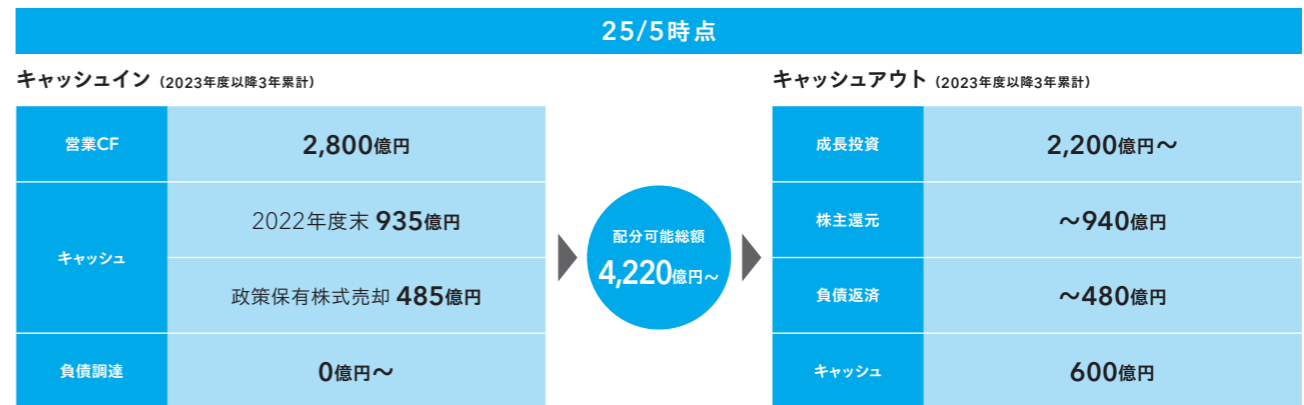 25/5時点
キャッシュイン（2023年度以降3年累計）
営業CF
2,800億円
キャッシュ
2022年度末 935億円
政策保有株式売却 485億円
負債調達
0億円～
配分可能総額
4,220億円～
キャッシュアウト（2023年度以降3年累計）
成長投資
2,200億円～
株主還元
～940億円
負債返済
～480億円
キャッシュ
600億円